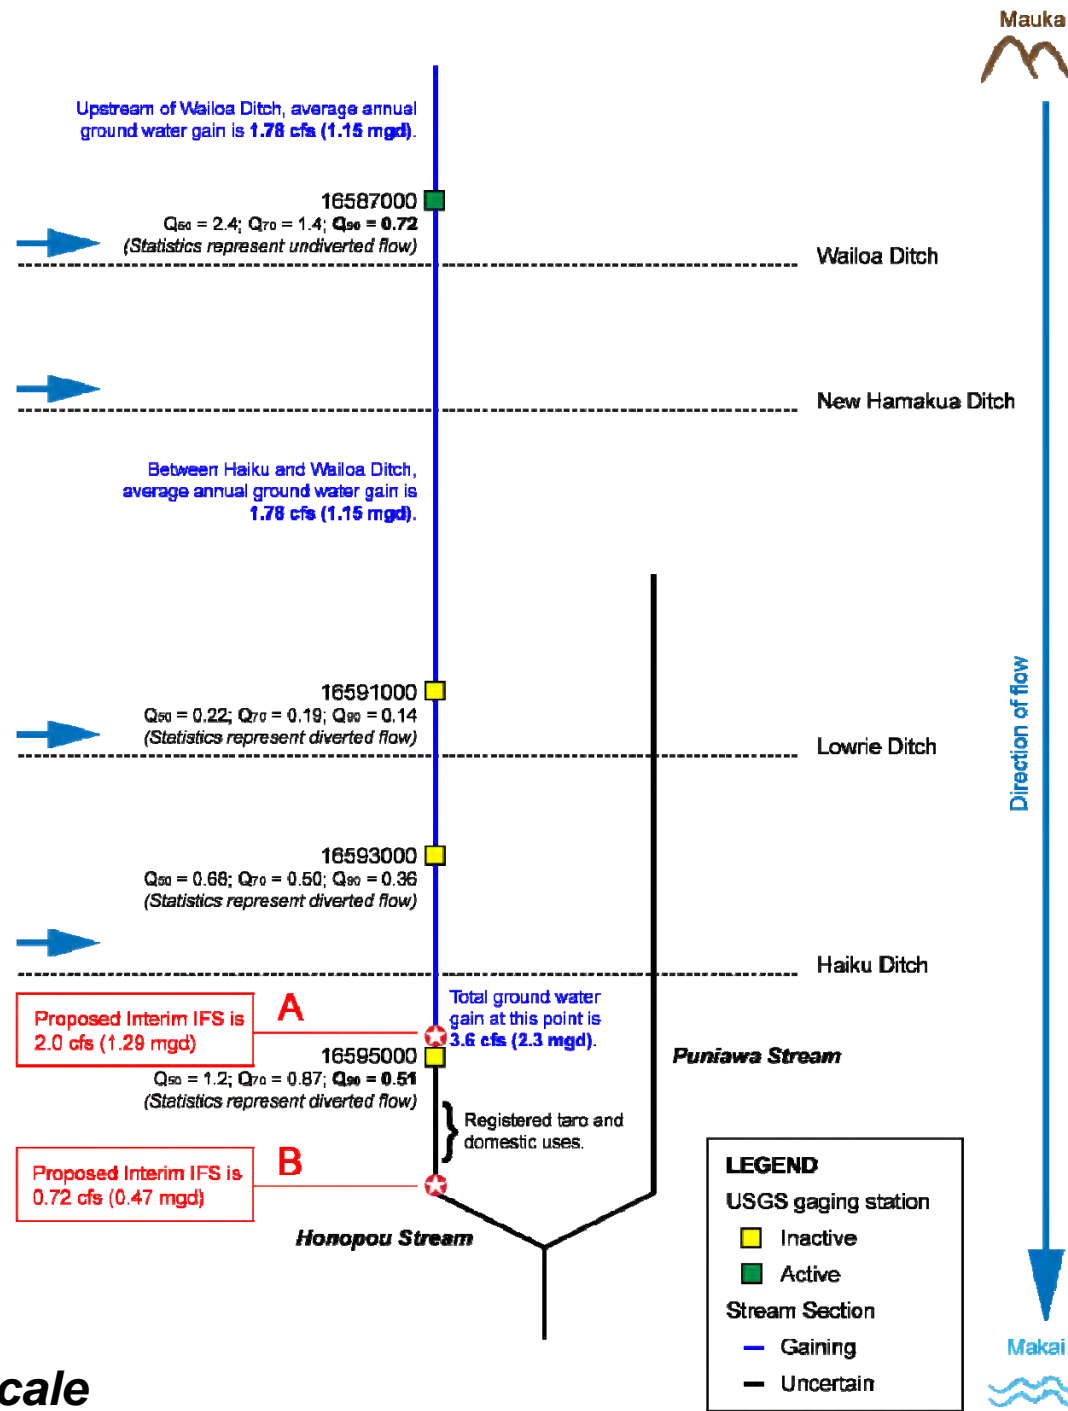 Mauka
Upstream of Wailoa Ditch, average annual
ground water gain is 1.78 cfs (1.15 mgd).
16587000
Q50 = 2.4; Q70 = 1.4; Q90 = 0.72
(Statistics represent undiverted flow)
Wailoa Ditch
New Hamakua Ditch
Between Haiku and Wailoa Ditch,
average annual ground water gain is
1.78 cfs (1.15 mgd).
16591000
Q50 = 0.22; Q70 = 0.19; Q90 = 0.14
(Statistics represent diverted flow)
Lowrie Ditch
Direction of flow
16593000
Q50 = 0.68; Q70 = 0.50; Q90 = 0.36
(Statistics represent diverted flow)
Haiku Ditch
A
Proposed Interim IFS is
2.0 cfs (1.29 mgd)
Total ground water
gain at this point is
3.6 cfs (2.3 mgd).
16595000
Q50 = 1.2; Q70 = 0.87; Q90 = 0.51
(Statistics represent diverted flow)
Puniawa Stream
Registered taro and
domestic uses.
B
Proposed Interim IFS is
0.72 cfs (0.47 mgd)
Honopou Stream
LEGEND
USGS gaging station
Inactive
Active
Stream Section
Gaining
Uncertain
Makai
cale